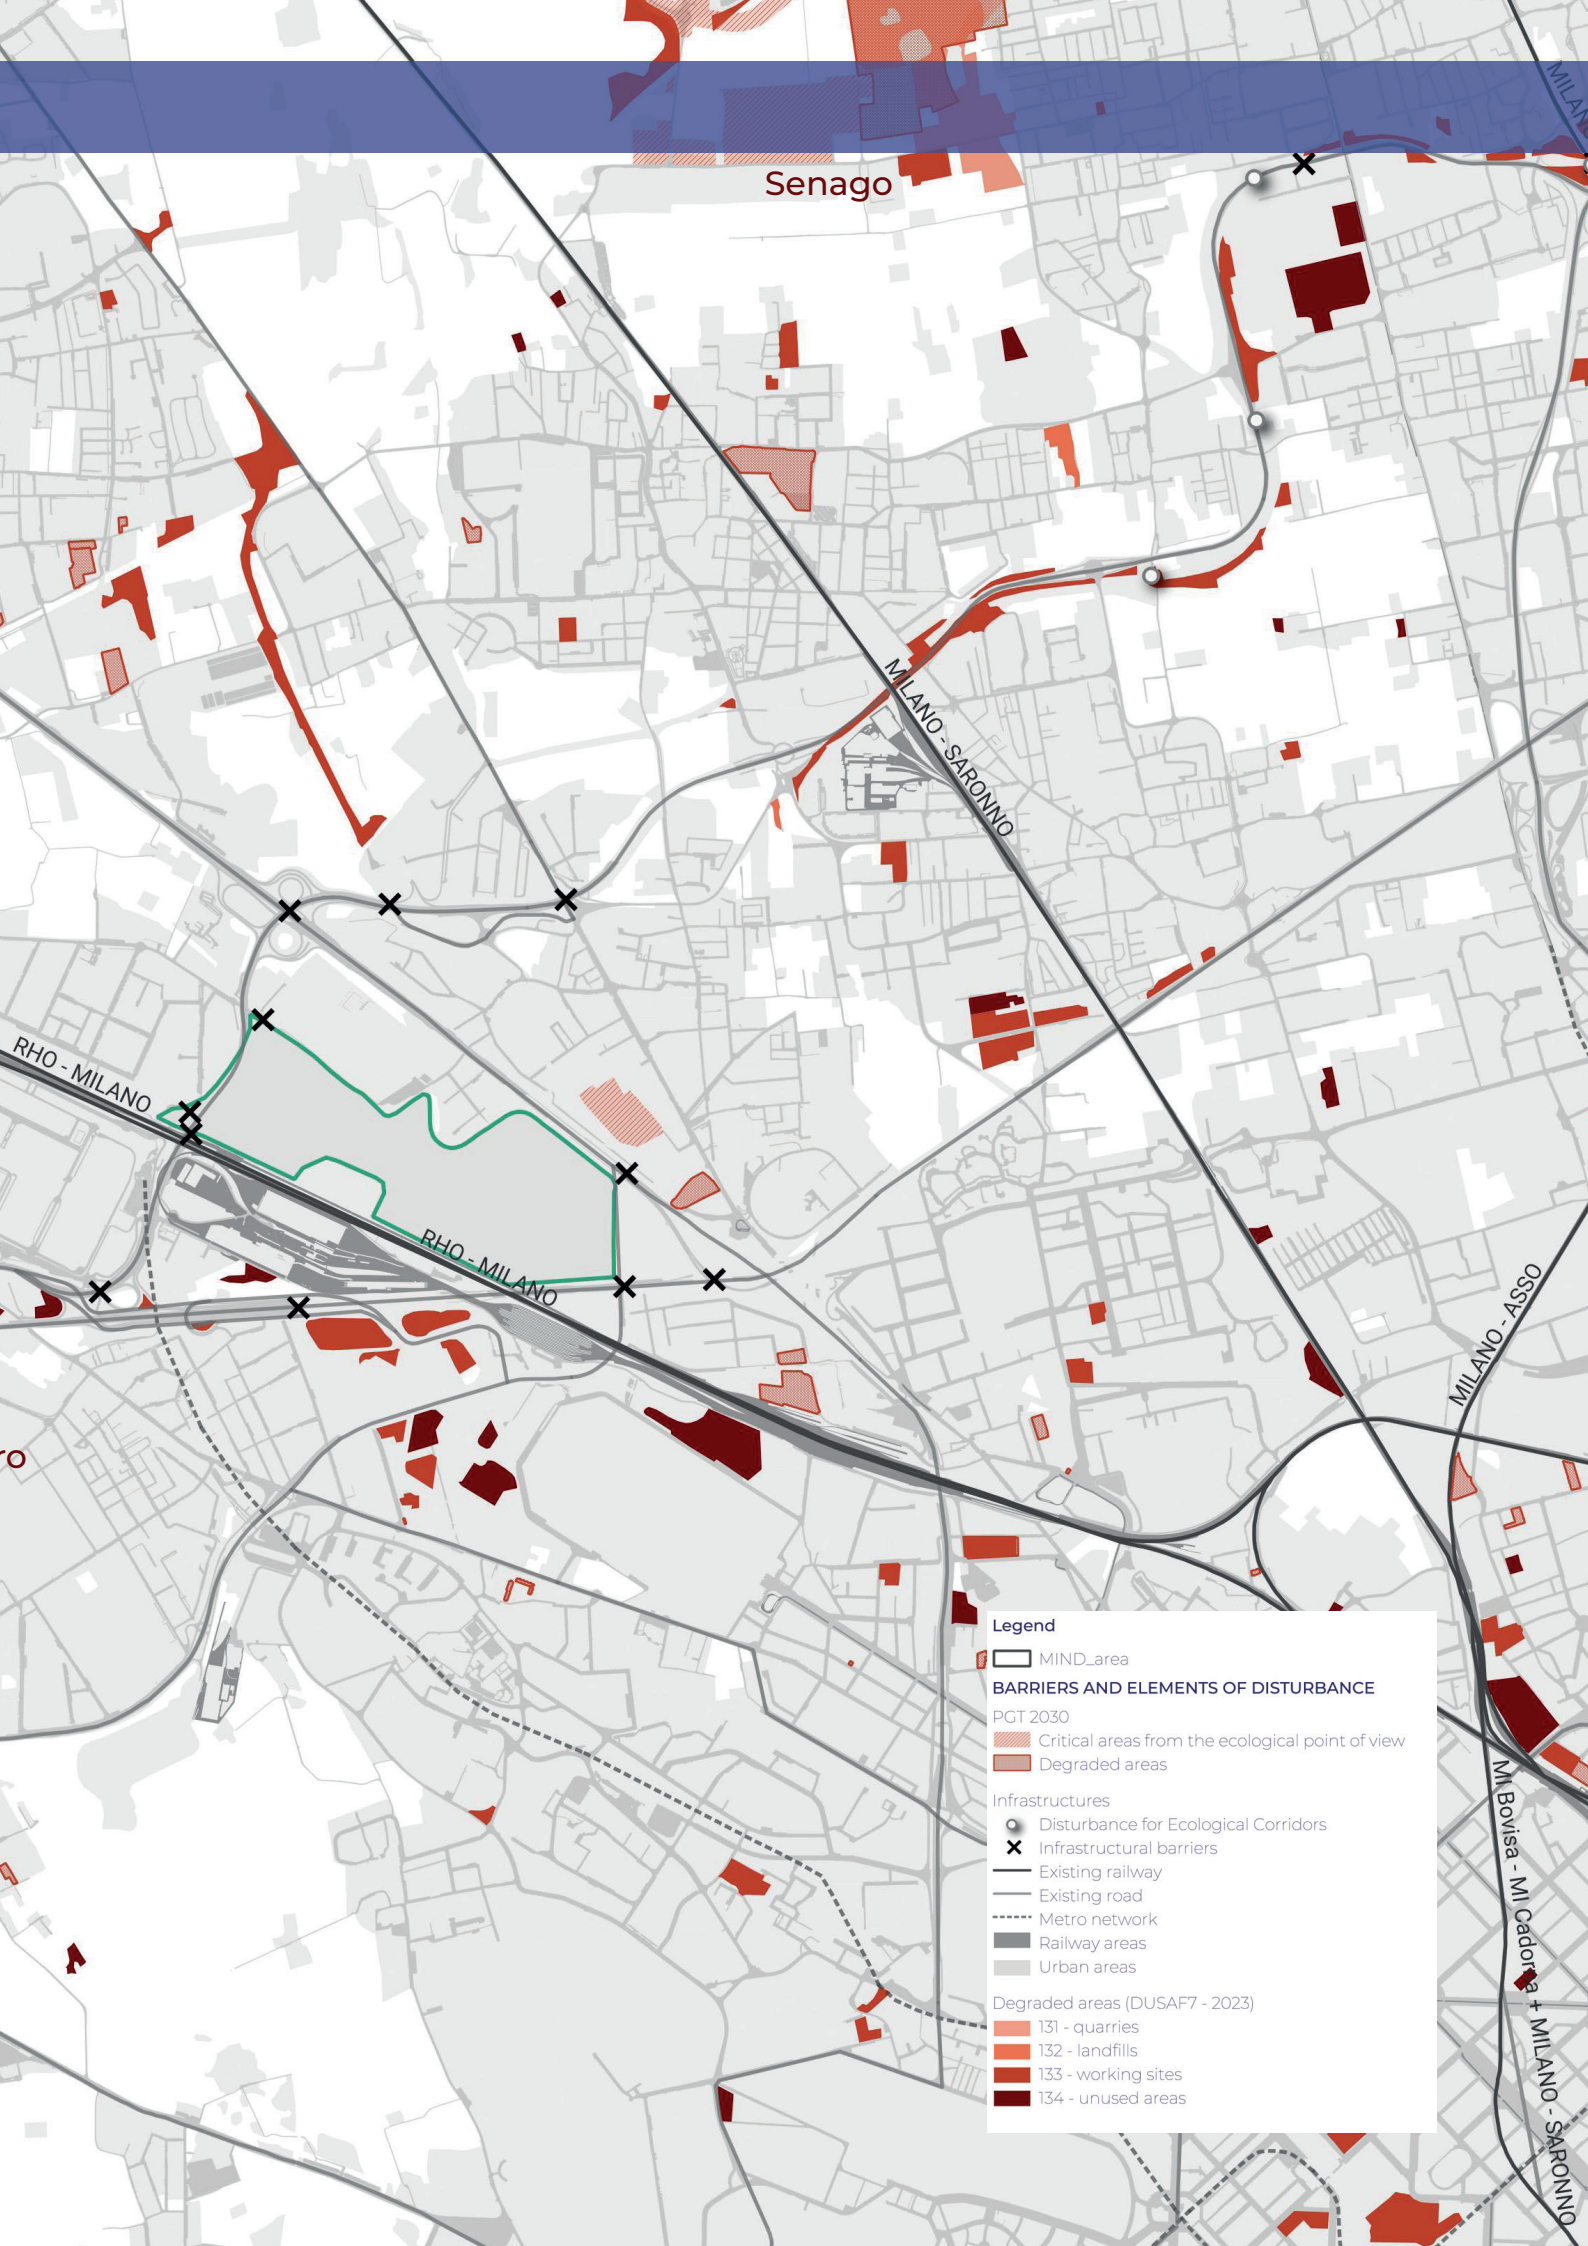 MILAN
Senago
MILANO - SARONNO
RHO - MILANO
RHO - MILANO
MILANO - ASSO
ro
Legend
MIND_area
BARRIERS AND ELEMENTS OF DISTURBANCE
PGT 2030
Critical areas from the ecological point of view
Degraded areas
Infrastructures
Disturbance for Ecological Corridors
Infrastructural barriers
Existing railway
Existing road
Metro network
Railway areas
Urban areas
Degraded areas (DUSAF7 - 2023)
131 - quarries
132 - landfills
133 - working sites
134 - unused areas
MI Bovisa - MI Cadorna + MILANO - SARONNO